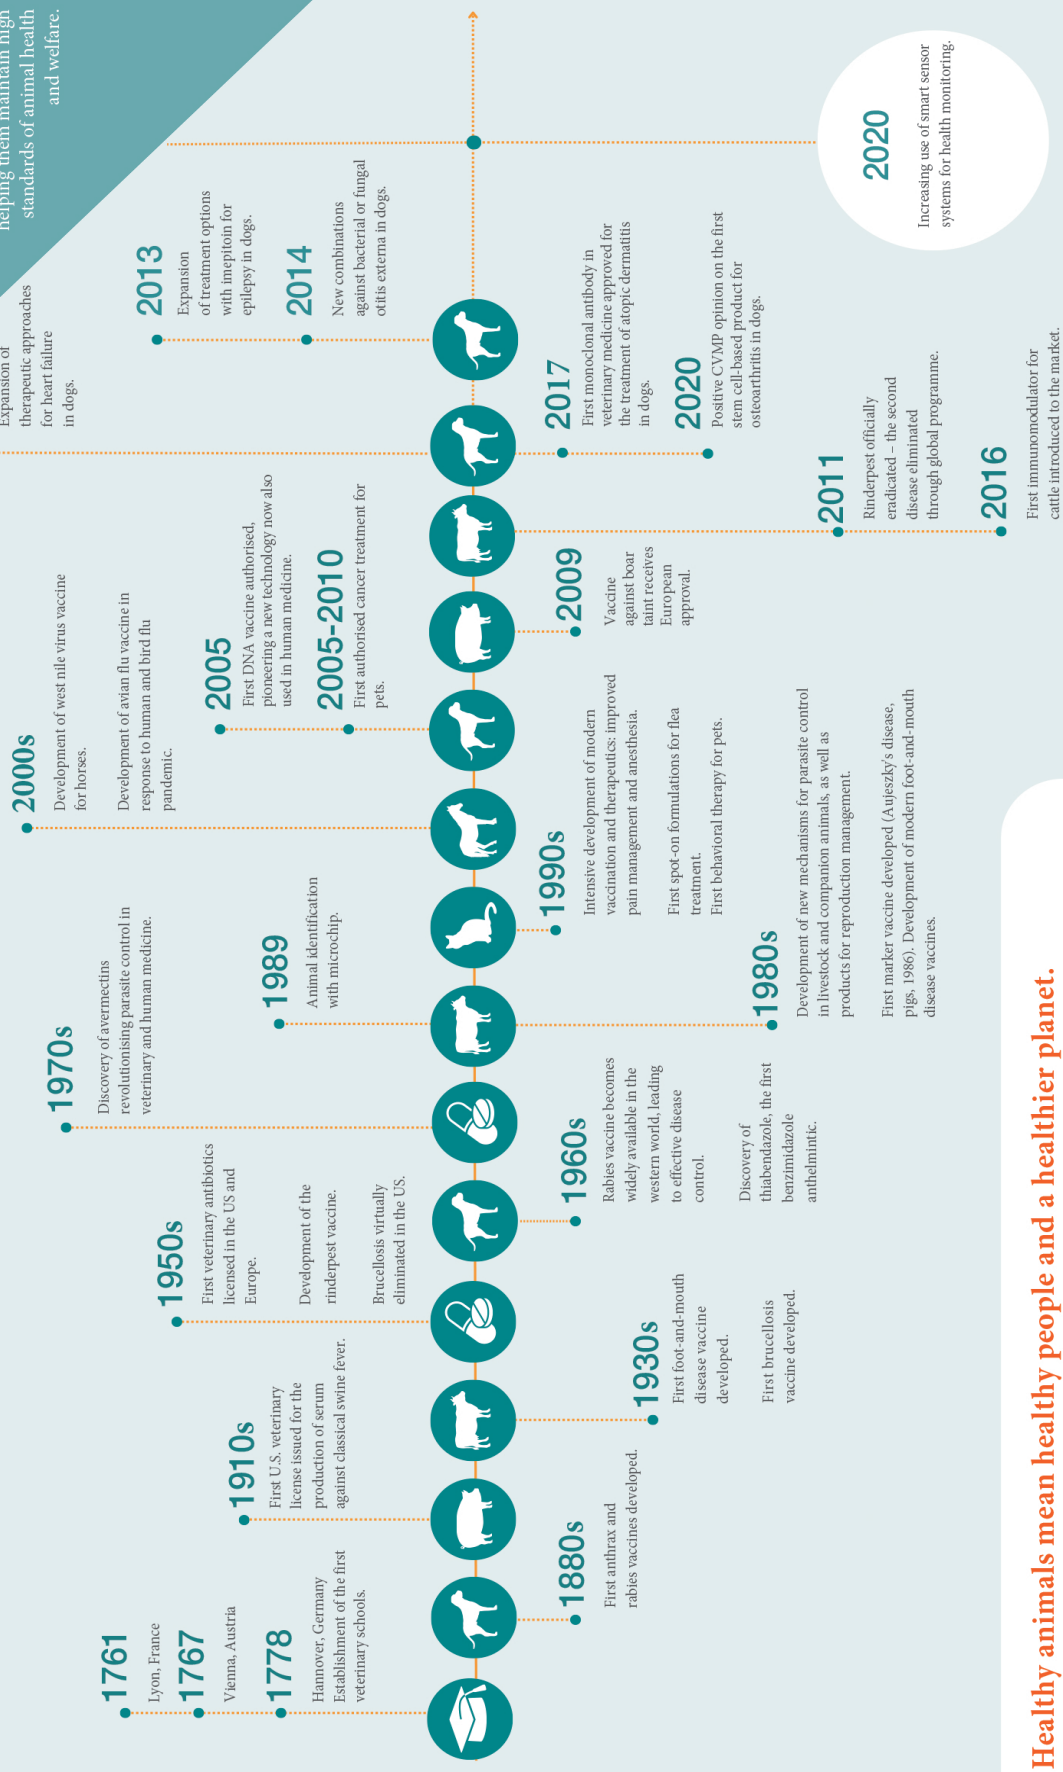 helping them maintain high
standards of animal health
and welfare.
1761
Lyon, France
1767
Vienna, Austria
1778
Hannover, Germany
Establishment of the first
veterinary schools.
1880s
First anthrax and
rabies vaccines developed.
1910s
First U.S. veterinary
license issued for the
production of serum
against classical swine fever.
1930s
First foot-and-mouth
disease vaccine
developed.
First brucellosis
vaccine developed.
1950s
First veterinary antibiotics
licensed in the US and
Europe.
Development of the
rinderpest vaccine.
Brucellosis virtually
eliminated in the US.
1960s
Rabies vaccine becomes
widely available in the
western world, leading
to effective disease
control.
Discovery of
thiabendazole, the first
benzimidazole
anthelmintic.
1970s
Discovery of avermectins
revolutionising parasite control in
veterinary and human medicine.
1980s
Development of new mechanisms for parasite control
in livestock and companion animals, as well as
products for reproduction management.
First marker vaccine developed (Aujeszky's disease,
pigs, 1986). Development of modern foot-and-mouth
disease vaccines.
1989
Animal identification
with microchip.
1990s
Intensive development of modern
vaccination and therapeutics: improved
pain management and anesthesia.
First spot-on formulations for flea
treatment.
First behavioral therapy for pets.
2000s
Development of west nile virus vaccine
for horses.
Development of avian flu vaccine in
response to human and bird flu
pandemic.
2005
First DNA vaccine authorised,
pioneering a new technology now also
used in human medicine.
2005-2010
First authorised cancer treatment for
pets.
2009
Vaccine
against boar
taint receives
European
approval.
2011
Rinderpest officially
eradicated – the second
disease eliminated
through global programme.
2016
First immunomodulator for
cattle introduced to the market.
Expansion of
therapeutic approaches
for heart failure
in dogs.
2017
First monoclonal antibody in
veterinary medicine approved for
the treatment of atopic dermatitis
in dogs.
2020
Positive CVMP opinion on the first
stem cell-based product for
osteoarthritis in dogs.
2013
Expansion
of treatment options
with imepitoin for
epilepsy in dogs.
2014
New combinations
against bacterial or fungal
otitis externa in dogs.
2020
Increasing use of smart sensor
systems for health monitoring.
Healthy animals mean healthy people and a healthier planet.